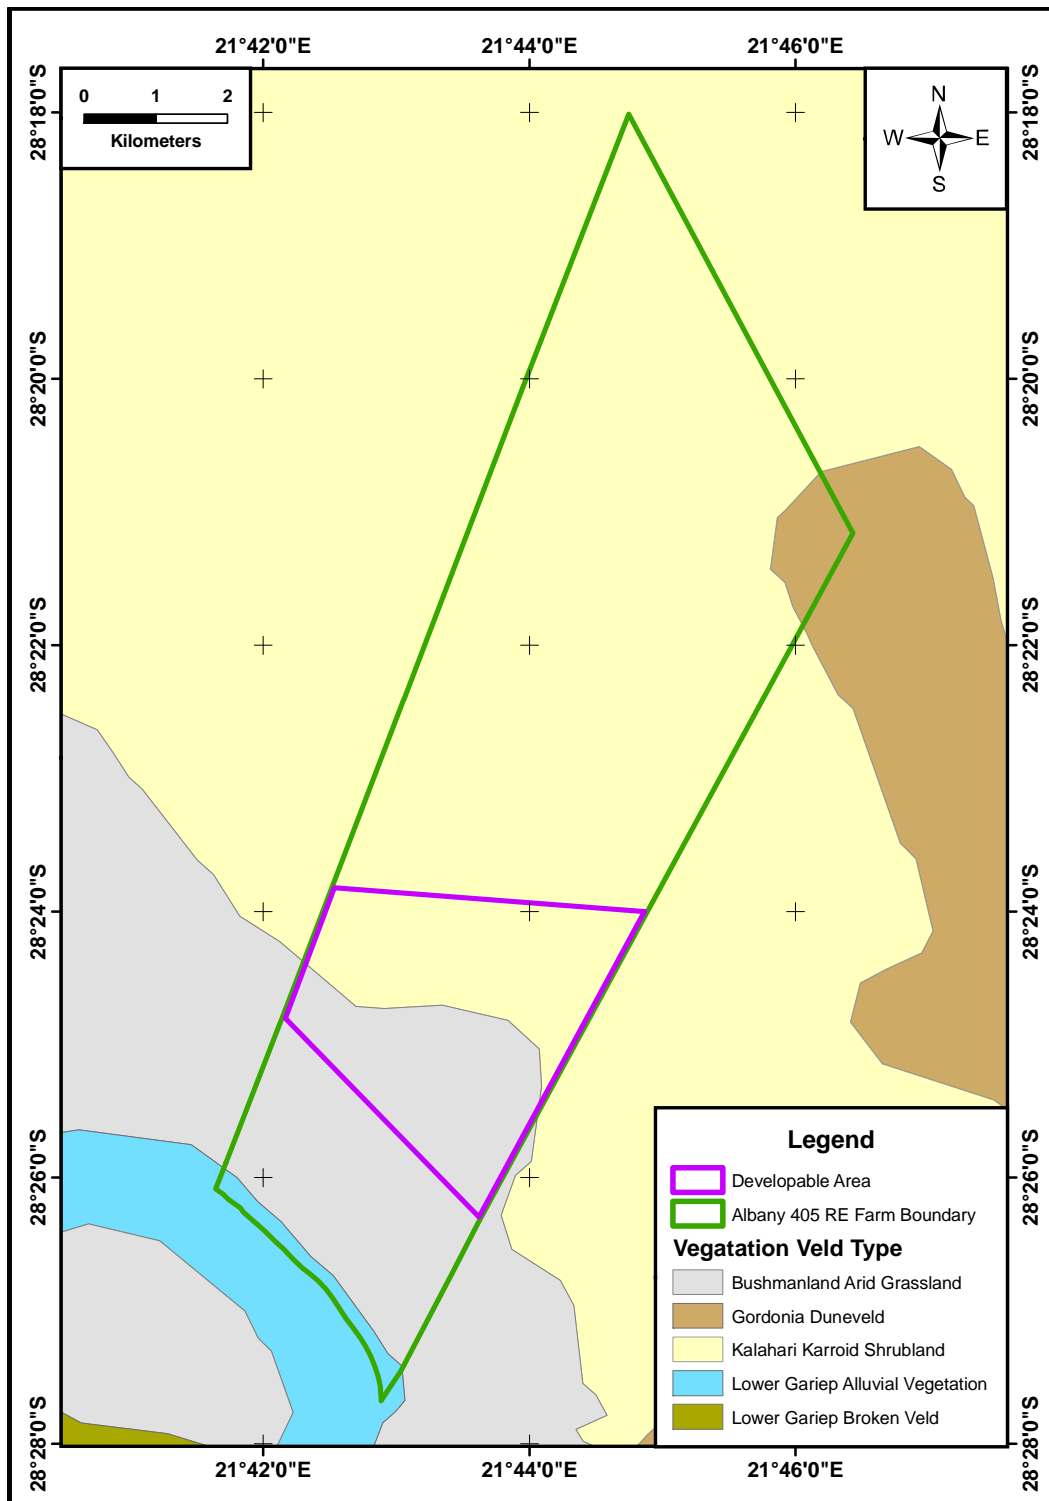 21°42'0"E 21°44'0"E 21°46'0"E
0 1 2
Kilometers
N
W E
S
28°18'0"S 28°18'0"S
28°20'0"S 28°20'0"S
28°22'0"S 28°22'0"S
28°24'0"S 28°24'0"S
28°26'0"S 28°26'0"S
28°28'0"S 28°28'0"S
Legend
Developable Area
Albany 405 RE Farm Boundary
Vegatation Veld Type
Bushmanland Arid Grassland
Gordonia Duneveld
Kalahari Karroid Shrubland
Lower Gariep Alluvial Vegetation
Lower Gariep Broken Veld
21°42'0"E 21°44'0"E 21°46'0"E